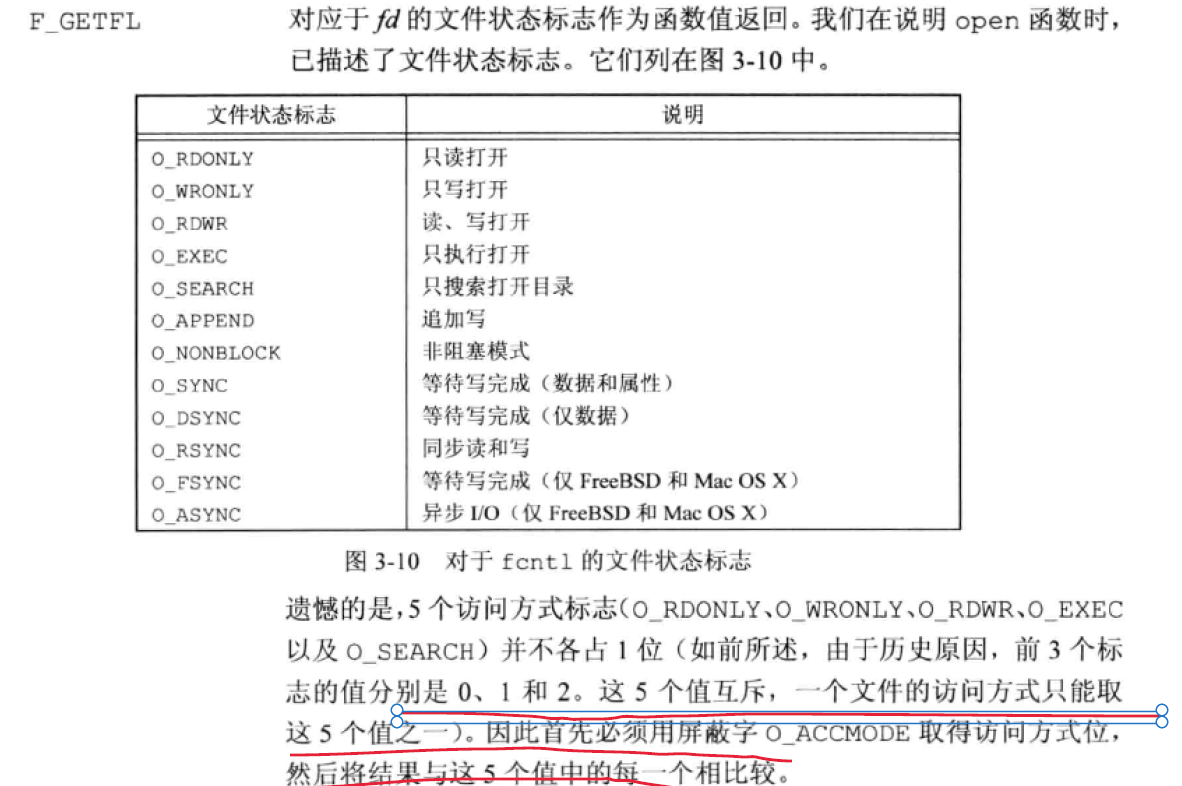 F_GETFL 对应于 fd 的文件状态标志作为函数值返回。我们在说明 open 函数时，
已描述了文件状态标志。它们列在图 3-10 中。
文件状态标志 说明
O_RDONLY 只读打开
O_WRONLY 只写打开
O_RDWR 读、写打开
O_EXEC 只执行打开
O_SEARCH 只搜索打开目录
O_APPEND 追加写
O_NONBLOCK 非阻塞模式
O_SYNC 等待写完成（数据和属性）
O_DSYNC 等待写完成（仅数据）
O_RSYNC 同步读和写
O_FSYNC 等待写完成（仅 FreeBSD 和 Mac OS X）
O_ASYNC 异步 I/O（仅 FreeBSD 和 Mac OS X）
图 3-10 对于 fcntl 的文件状态标志
遗憾的是，5 个访问方式标志（O_RDONLY、O_WRONLY、O_RDWR、O_EXEC
以及 O_SEARCH）并不各占 1 位（如前所述，由于历史原因，前 3 个标
志的值分别是 0、1 和 2。这 5 个值互斥，一个文件的访问方式只能取
这 5 个值之一）。因此首先必须用屏蔽字 O_ACCMODE 取得访问方式位，
然后将结果与这 5 个值中的每一个相比较。